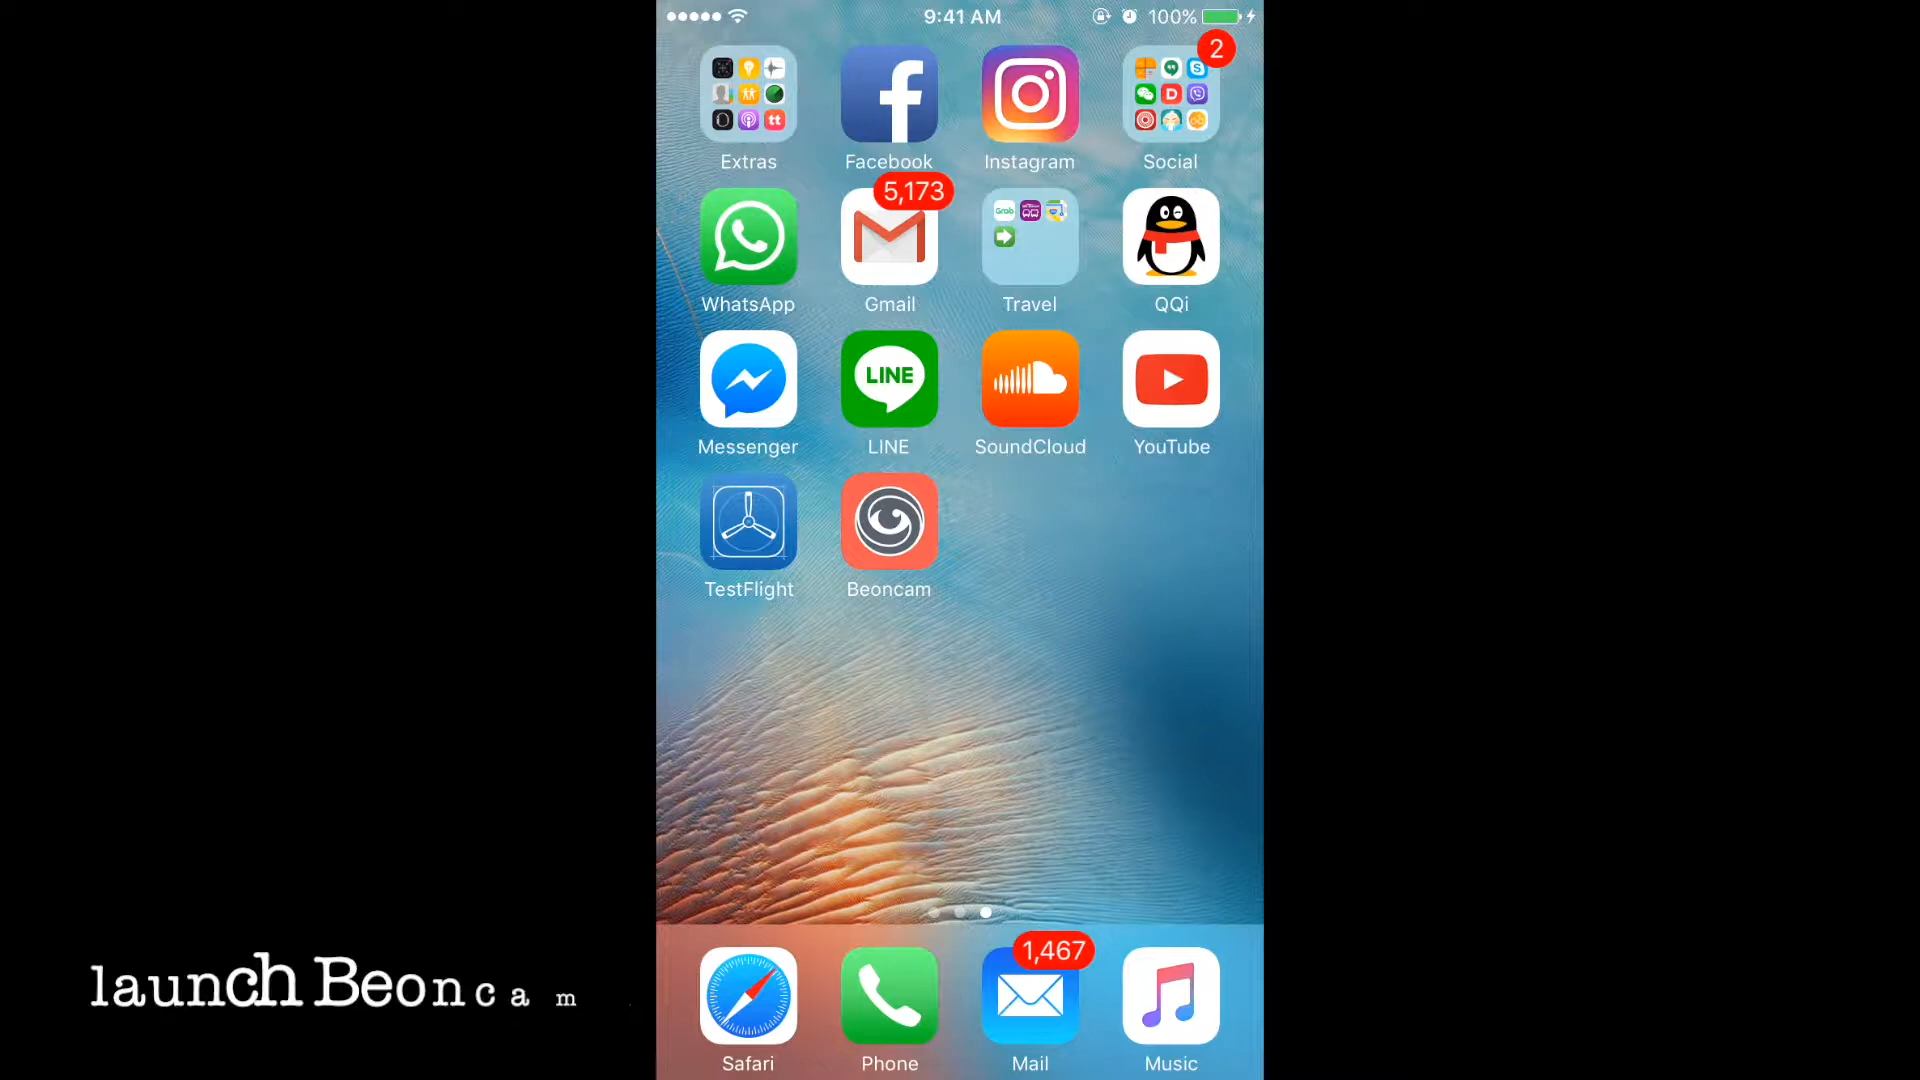 9:41 AM 100%
2
Extras Facebook Instagram Social
5,173
Grab
WhatsApp Gmail Travel QQi
LINE
Messenger LINE SoundCloud YouTube
TestFlight Beoncam
1,467
launch Beoncam
Safari Phone Mail Music